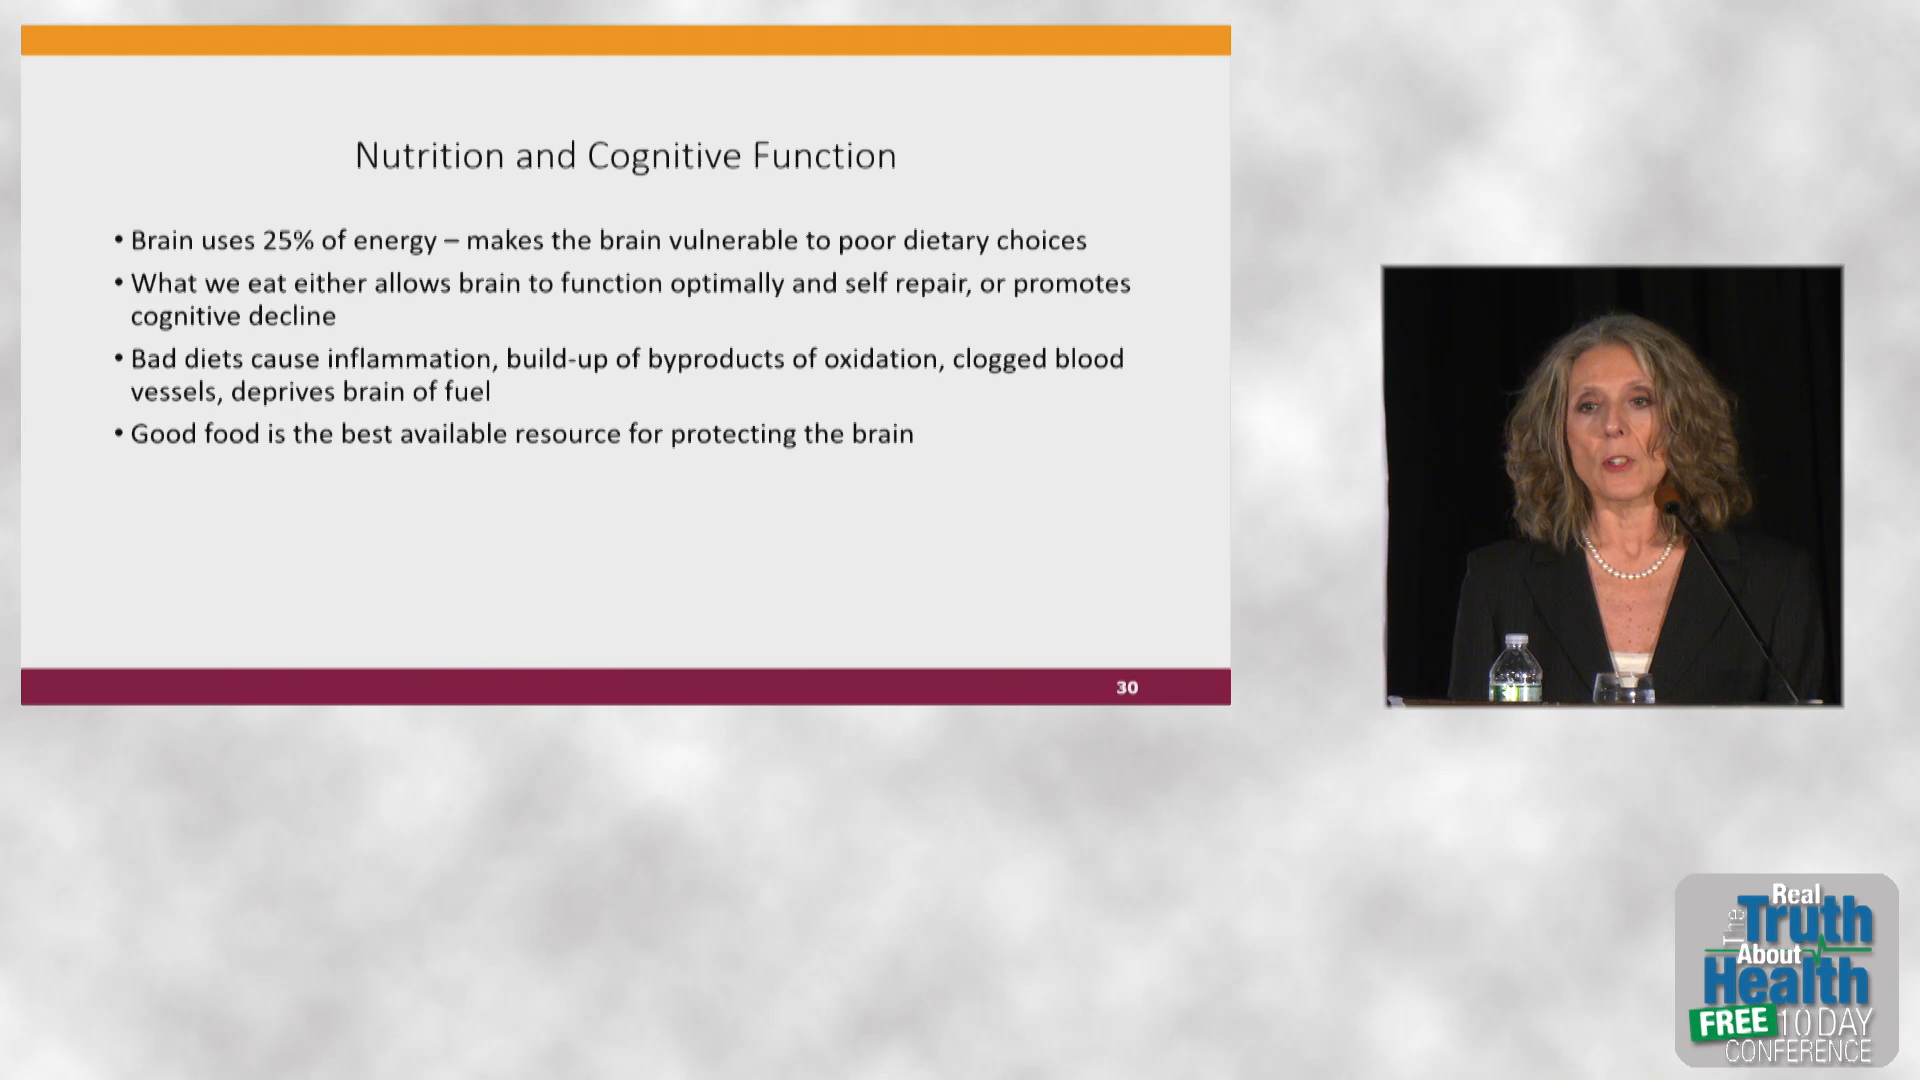 Nutrition and Cognitive Function
• Brain uses 25% of energy – makes the brain vulnerable to poor dietary choices
• What we eat either allows brain to function optimally and self repair, or promotes
cognitive decline
• Bad diets cause inflammation, build-up of byproducts of oxidation, clogged blood
vessels, deprives brain of fuel
• Good food is the best available resource for protecting the brain
30
The Real
Truth
About
Health
FREE 10 DAY
CONFERENCE